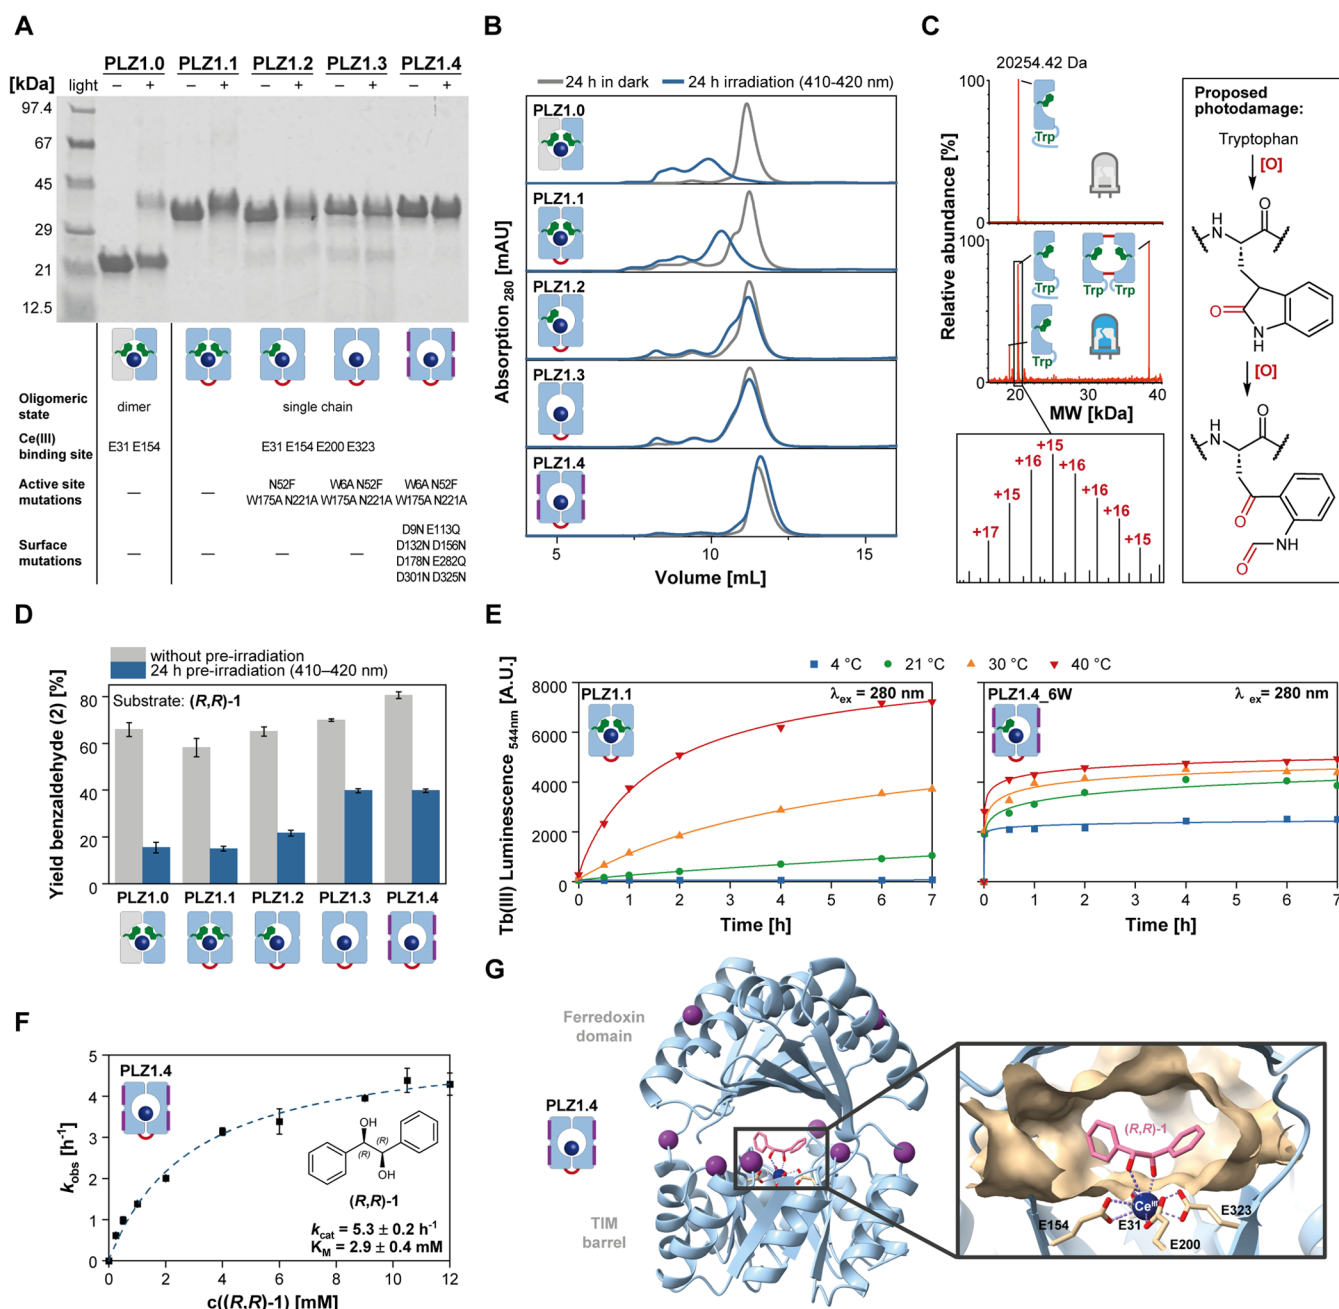 A
PLZ1.0 PLZ1.1 PLZ1.2 PLZ1.3 PLZ1.4
[kDa] light – + – + – + – + – +
97.4
67
45
29
21
12.5
Oligomeric state
dimer
single chain
Ce(III) binding site
E31 E154
E31 E154 E200 E323
Active site mutations
—
—
N52F
W175A N221A
W6A N52F
W175A N221A
W6A N52F
W175A N221A
Surface mutations
—
—
—
—
D9N E113Q
D132N D156N
D178N E282Q
D301N D325N
B
24 h in dark
24 h irradiation (410-420 nm)
Absorption 280 [mAU]
PLZ1.0
PLZ1.1
PLZ1.2
PLZ1.3
PLZ1.4
5 10 15
Volume [mL]
C
20254.42 Da
Relative abundance [%]
100
50
0
Trp
100
50
0
Trp
Trp Trp
Trp
20 30 40
MW [kDa]
+17
+15
+16
+15
+16
+16
+16
+15
Proposed photodamage:
Tryptophan
[O]
H
N
O
O
N
H
[O]
H
N
O
O
O
NH
D
without pre-irradiation
24 h pre-irradiation (410–420 nm)
Substrate: (R,R)-1
Yield benzaldehyde (2) [%]
80
60
40
20
0
PLZ1.0 PLZ1.1 PLZ1.2 PLZ1.3 PLZ1.4
E
4 °C 21 °C 30 °C 40 °C
Tb(III) Luminescence 544nm [A.U.]
8000
6000
4000
2000
0
PLZ1.1
λex = 280 nm
0 1 2 3 4 5 6 7
Time [h]
PLZ1.4_6W
λ ex = 280 nm
0 1 2 3 4 5 6 7
Time [h]
F
PLZ1.4
kobs [h-1]
5
4
3
2
1
0
OH
(R)
(R)
OH
(R,R)-1
kcat = 5.3 ± 0.2 h-1
KM = 2.9 ± 0.4 mM
0 2 4 6 8 10 12
c((R,R)-1) [mM]
G
Ferredoxin domain
PLZ1.4
TIM barrel
(R,R)-1
CeIII
E154
E31
E323
E200